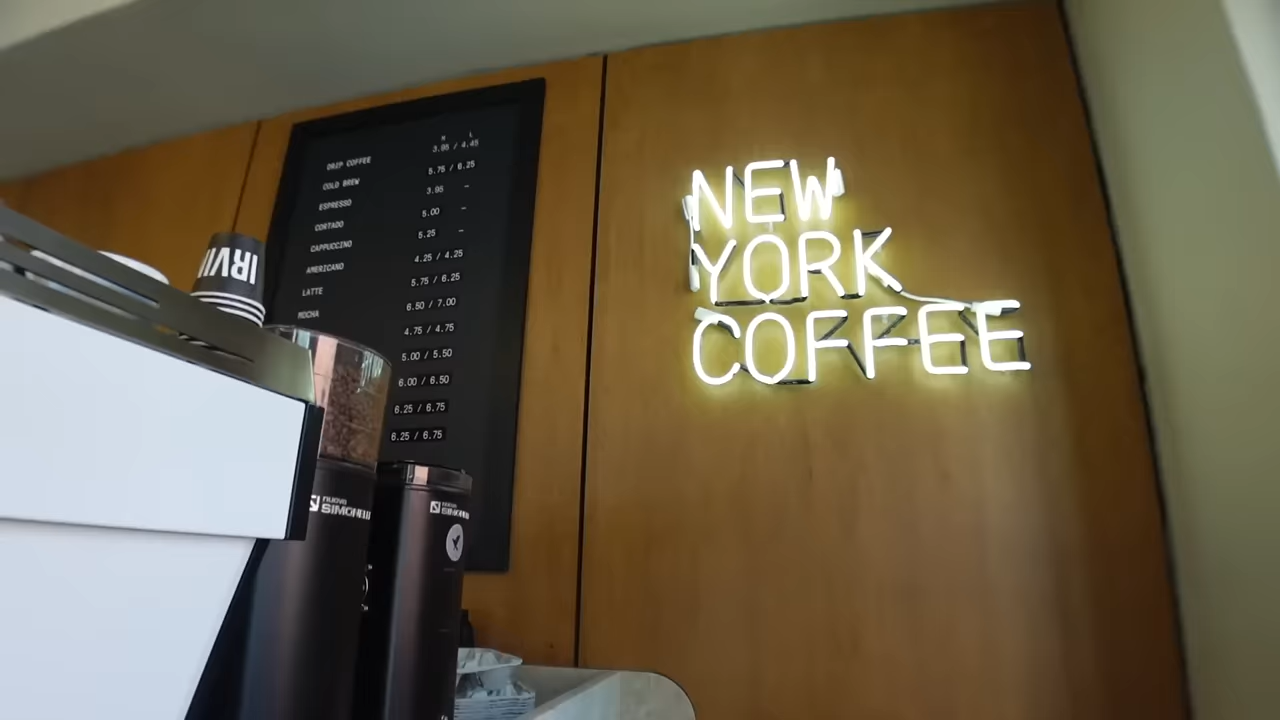 M L
DRIP COFFEE 3.95 / 4.45
COLD BREW 5.75 / 6.25
ESPRESSO 3.95 —
CORTADO 5.00 —
CAPPUCCINO 5.25 —
AMERICANO 4.25 / 4.25
LATTE 5.75 / 6.25
MOCHA 6.50 / 7.00
4.75 / 4.75
5.00 / 5.50
6.00 / 6.50
6.25 / 6.75
6.25 / 6.75
NEW
YORK
COFFEE
IRVI
nuova
SIMONELLI
nuova
SIMONELLI